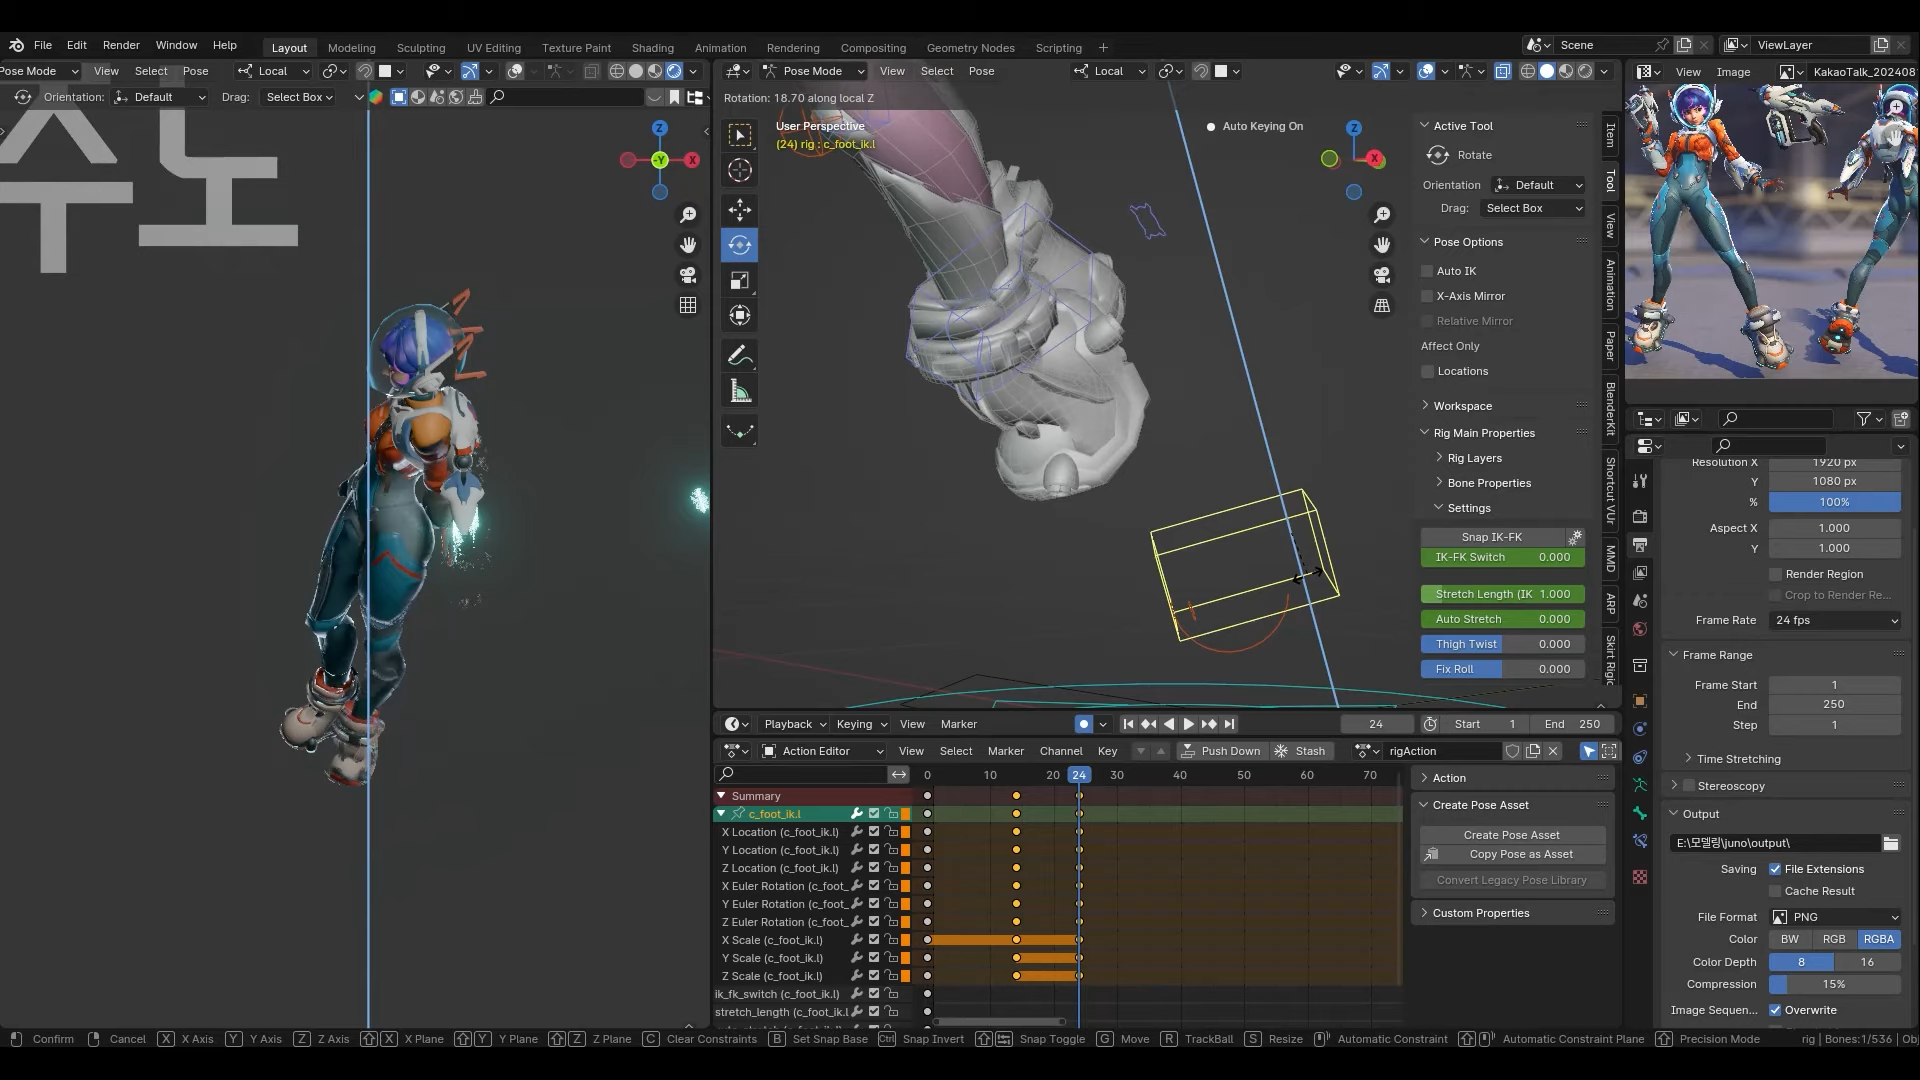 File Edit Render Window Help
Layout Modeling Sculpting UV Editing Texture Paint Shading Animation Rendering Compositing Geometry Nodes Scripting +
Scene
ViewLayer
Pose Mode View Select Pose Local
Pose Mode View Select Pose Local
View Image KakaoTalk_202408
Orientation: Default Drag: Select Box
Rotation: 18.70 along local Z
User Perspective
(24) rig : c_foot_ik.l
Auto Keying On
주노
Z
-Y
X
Z
X
Active Tool
Rotate
Orientation Default
Drag: Select Box
Pose Options
Auto IK
X-Axis Mirror
Relative Mirror
Affect Only
Locations
Workspace
Rig Main Properties
Rig Layers
Bone Properties
Settings
Snap IK-FK
IK-FK Switch 0.000
Stretch Length (IK 1.000
Auto Stretch 0.000
Thigh Twist 0.000
Fix Roll 0.000
Item
Tool
View
Animation
Paper
BlenderKit
Shortcut VUr
MMD
ARP
Skirt Rigg
Resolution X 1920 px
Y 1080 px
% 100%
Aspect X 1.000
Y 1.000
Render Region
Crop to Render Re...
Frame Rate 24 fps
Frame Range
Frame Start 1
End 250
Step 1
Time Stretching
Stereoscopy
Output
E:\모델링\juno\output\
Saving File Extensions
Cache Result
File Format PNG
Color BW RGB RGBA
Color Depth 8 16
Compression 15%
Image Sequen... Overwrite
Playback Keying View Marker 24 Start 1 End 250
Action Editor View Select Marker Channel Key Push Down Stash rigAction
0 10 20 24 30 40 50 60 70
Summary
c_foot_ik.l
X Location (c_foot_ik.l)
Y Location (c_foot_ik.l)
Z Location (c_foot_ik.l)
X Euler Rotation (c_foot_
Y Euler Rotation (c_foot_
Z Euler Rotation (c_foot_
X Scale (c_foot_ik.l)
Y Scale (c_foot_ik.l)
Z Scale (c_foot_ik.l)
ik_fk_switch (c_foot_ik.l)
stretch_length (c_foot_ik.l
Action
Create Pose Asset
Create Pose Asset
Copy Pose as Asset
Convert Legacy Pose Library
Custom Properties
Confirm Cancel X X Axis Y Y Axis Z Z Axis X X Plane Y Y Plane Z Z Plane C Clear Constraints B Set Snap Base Ctrl Snap Invert Snap Toggle G Move R TrackBall S Resize Automatic Constraint Automatic Constraint Plane Precision Mode rig | Bones:1/536 | Obj